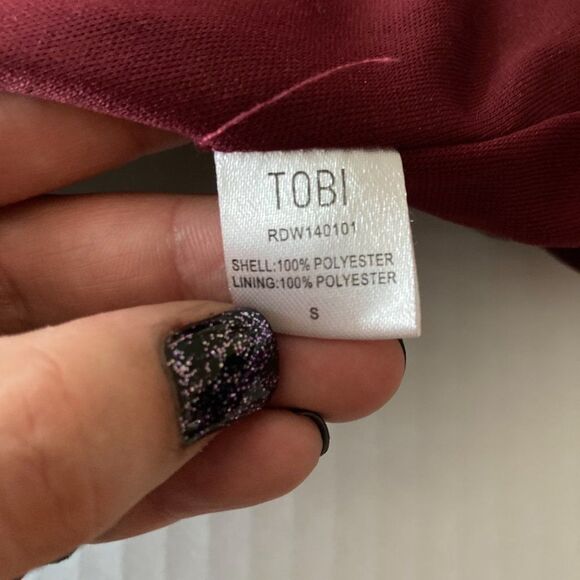 TOBI
RDW140101
SHELL:100% POLYESTER
LINING:100% POLYESTER
S